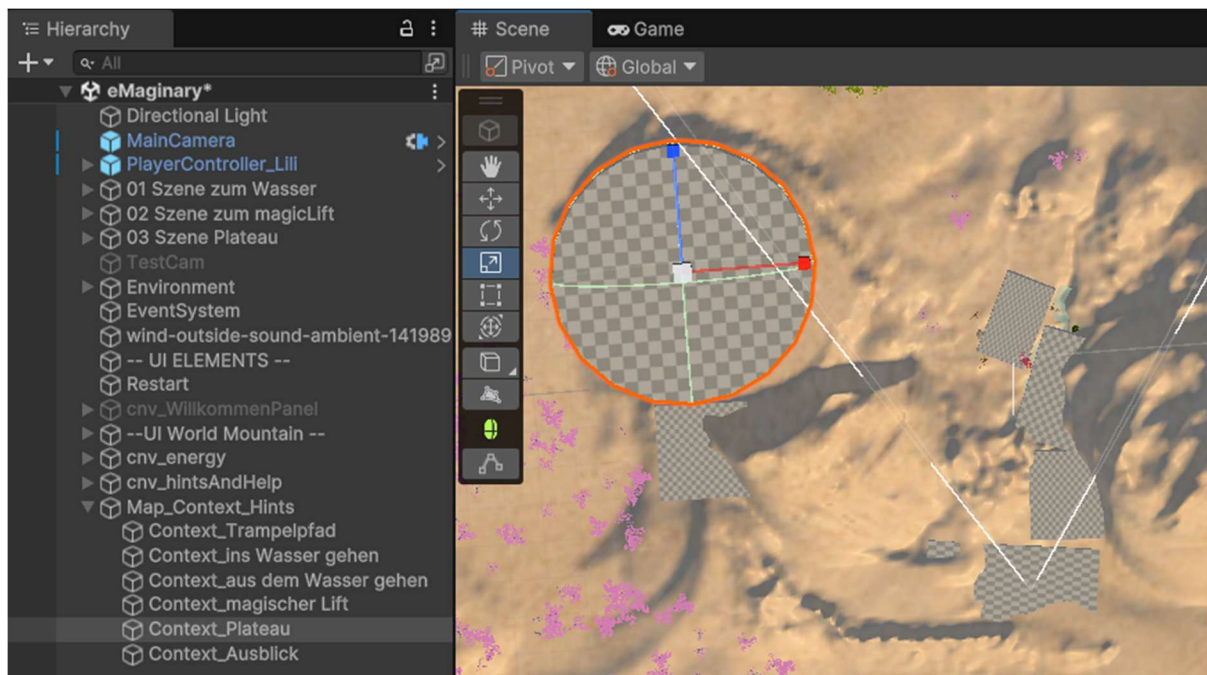 Hierarchy
All
eMaginary*
Directional Light
MainCamera
PlayerController_Lili
01 Szene zum Wasser
02 Szene zum magicLift
03 Szene Plateau
TestCam
Environment
EventSystem
wind-outside-sound-ambient-141989
-- UI ELEMENTS --
Restart
cnv_WillkommenPanel
--UI World Mountain --
cnv_energy
cnv_hintsAndHelp
Map_Context_Hints
Context_Trampelpfad
Context_ins Wasser gehen
Context_aus dem Wasser gehen
Context_magischer Lift
Context_Plateau
Context_Ausblick
Scene
Game
Pivot
Global